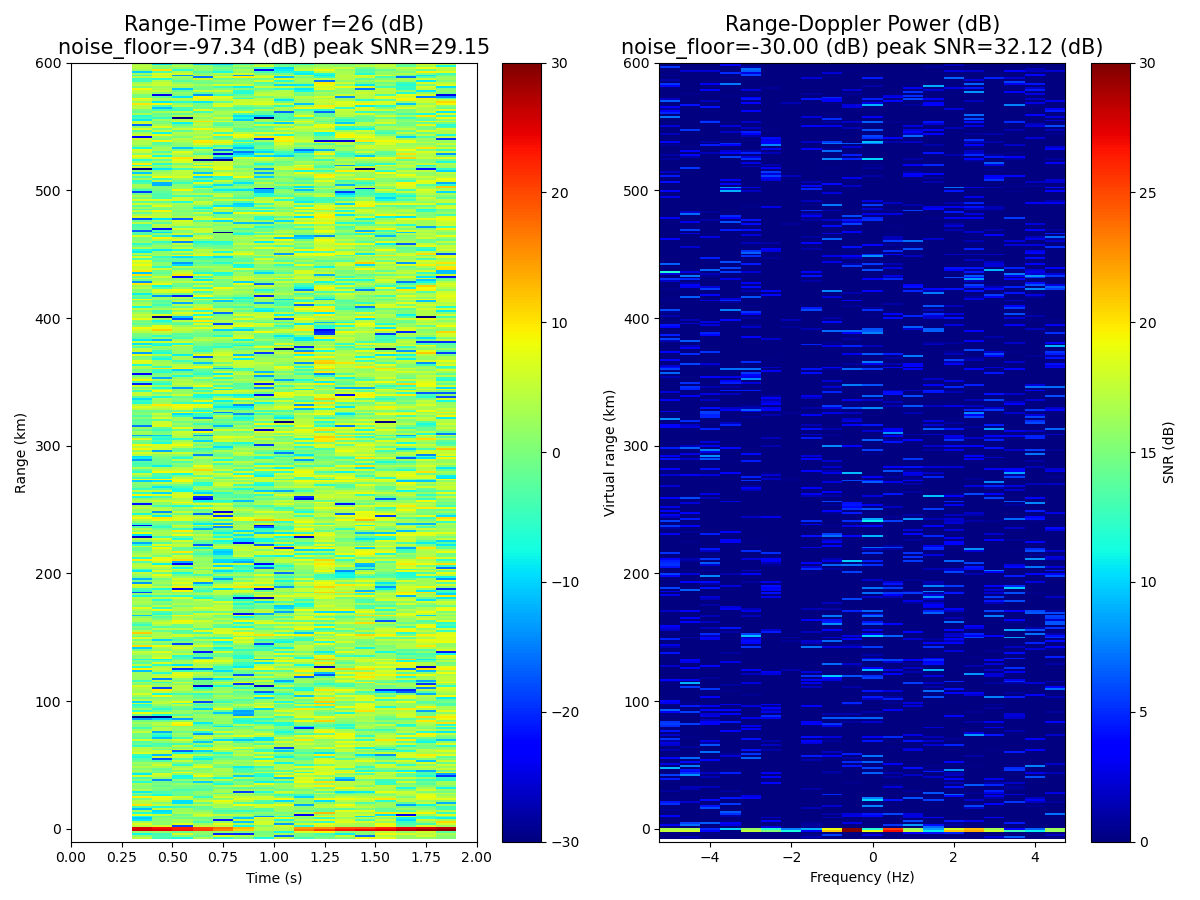 Range-Time Power f=26 (dB)
noise_floor=-97.34 (dB) peak SNR=29.15
600
500
400
300
200
100
0
Range (km)
0.00 0.25 0.50 0.75 1.00 1.25 1.50 1.75 2.00
Time (s)
30
20
10
0
−10
−20
−30
Range-Doppler Power (dB)
noise_floor=-30.00 (dB) peak SNR=32.12 (dB)
600
500
400
300
200
100
0
Virtual range (km)
−4 −2 0 2 4
Frequency (Hz)
30
25
20
15
10
5
0
SNR (dB)